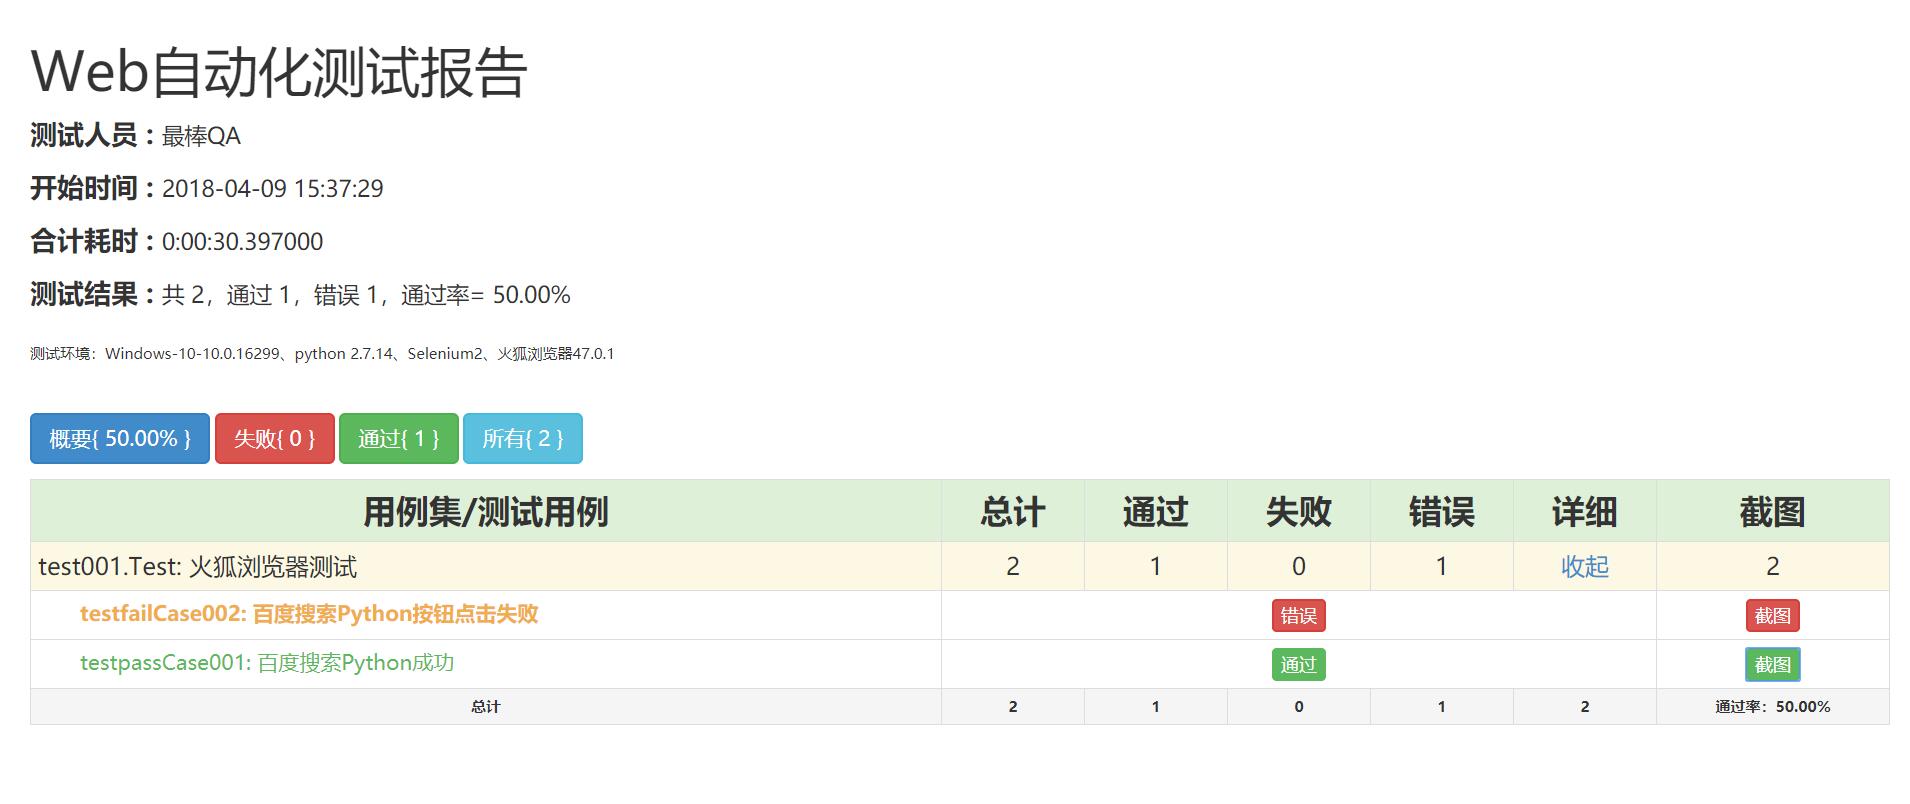 Web自动化测试报告
测试人员 : 最棒QA
开始时间 : 2018-04-09 15:37:29
合计耗时 : 0:00:30.397000
测试结果 : 共 2，通过 1，错误 1，通过率= 50.00%
测试环境：Windows-10-10.0.16299、python 2.7.14、Selenium2、火狐浏览器47.0.1
概要{ 50.00% } 失败{ 0 } 通过{ 1 } 所有{ 2 }
用例集/测试用例 总计 通过 失败 错误 详细 截图
test001.Test: 火狐浏览器测试 2 1 0 1 收起 2
testfailCase002: 百度搜索Python按钮点击失败 错误 截图
testpassCase001: 百度搜索Python成功 通过 截图
总计 2 1 0 1 2 通过率：50.00%